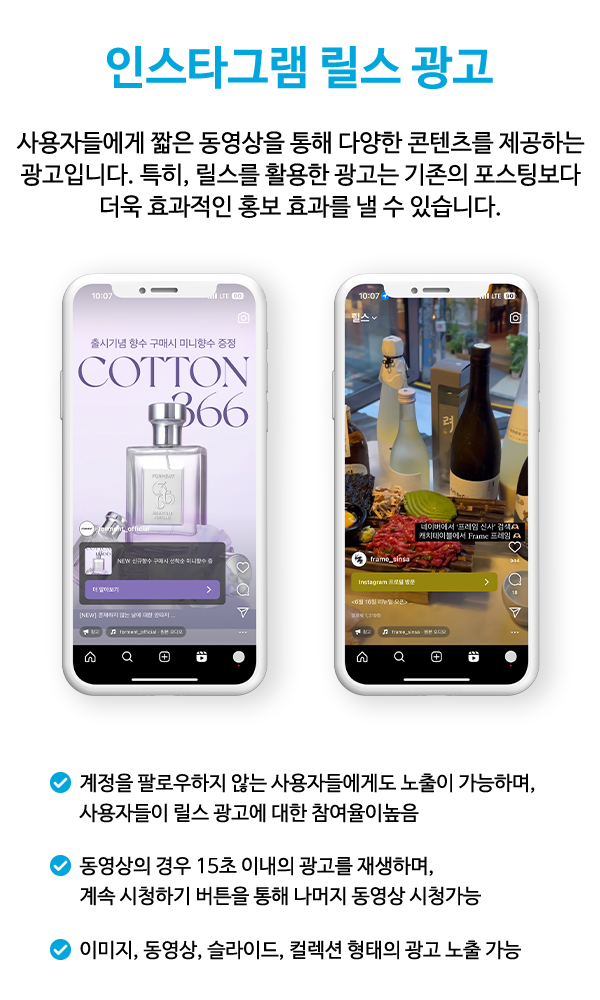 인스타그램 릴스 광고
사용자들에게 짧은 동영상을 통해 다양한 콘텐츠를 제공하는
광고입니다. 특히, 릴스를 활용한 광고는 기존의 포스팅보다
더욱 효과적인 홍보 효과를 낼 수 있습니다.
10:07
LTE 60
출시기념 향수 구매시 미니향수 증정
COTTON
366
forment_official
NEW 신규향수 구매시 선착순 미니향수 증
더 알아보기
[NEW] 존재하지 않는 날에 대한 판타지 ...
광고
forment_official · 원본 오디오
10:07
LTE 60
릴스
려
네이버에서 '프레임 신사' 검색
캐치테이블에서 Frame 프레임
frame_sinsa
Instagram 프로필 방문
18
<6월 16일 리뉴얼 오픈>
광고
frame_sinsa · 원본 오디오
계정을 팔로우하지 않는 사용자들에게도 노출이 가능하며,
사용자들이 릴스 광고에 대한 참여율이높음
동영상의 경우 15초 이내의 광고를 재생하며,
계속 시청하기 버튼을 통해 나머지 동영상 시청가능
이미지, 동영상, 슬라이드, 컬렉션 형태의 광고 노출 가능